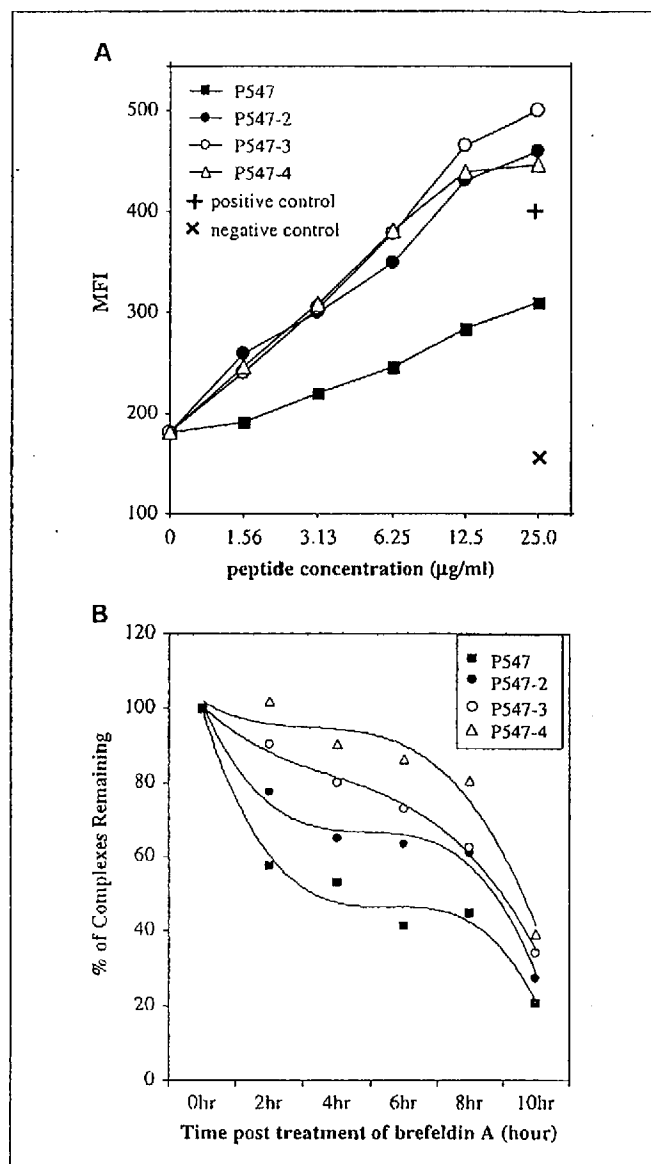 A
P547
P547-2
P547-3
P547-4
positive control
negative control
500
400
300
200
100
MFI
0 1.56 3.13 6.25 12.5 25.0
peptide concentration (µg/ml)
B
P547
P547-2
P547-3
P547-4
120
100
80
60
40
20
0
% of Complexes Remaining
0hr 2hr 4hr 6hr 8hr 10hr
Time post treatment of brefeldin A (hour)